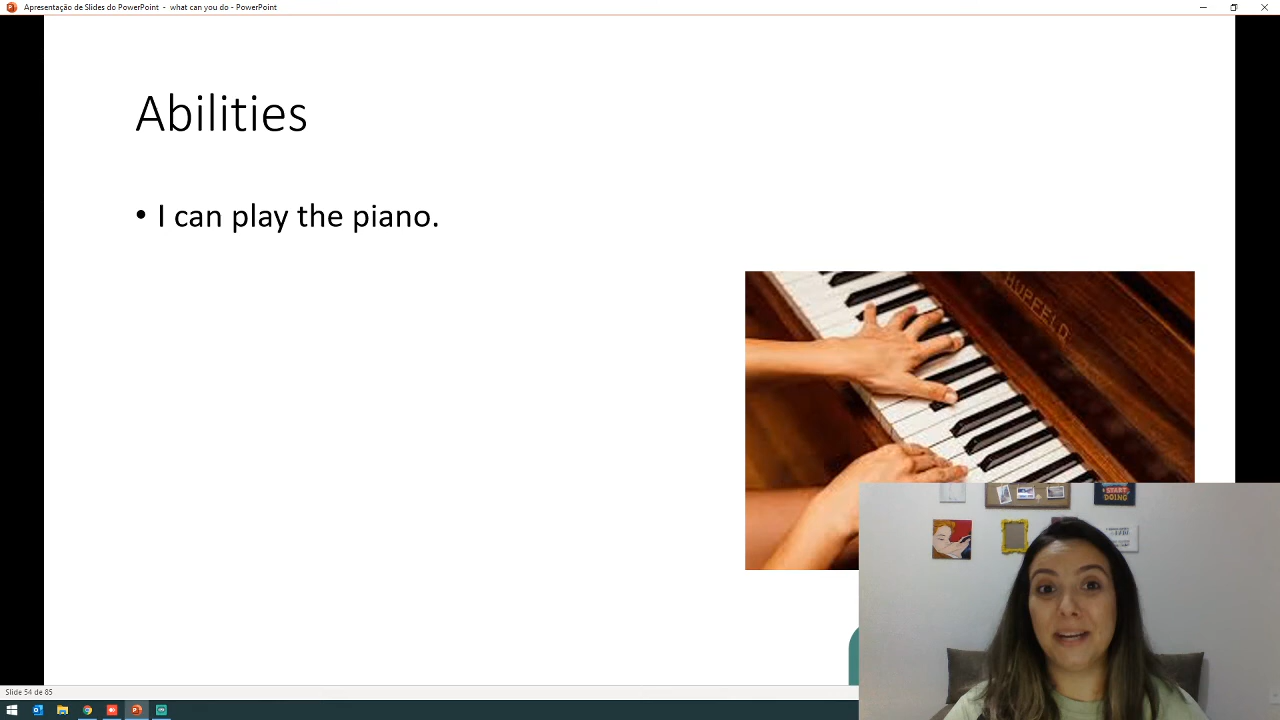 Apresentação de Slides do PowerPoint - what can you do - PowerPoint
Abilities
• I can play the piano.
HUPFELD
START
DOING
Slide 54 de 85